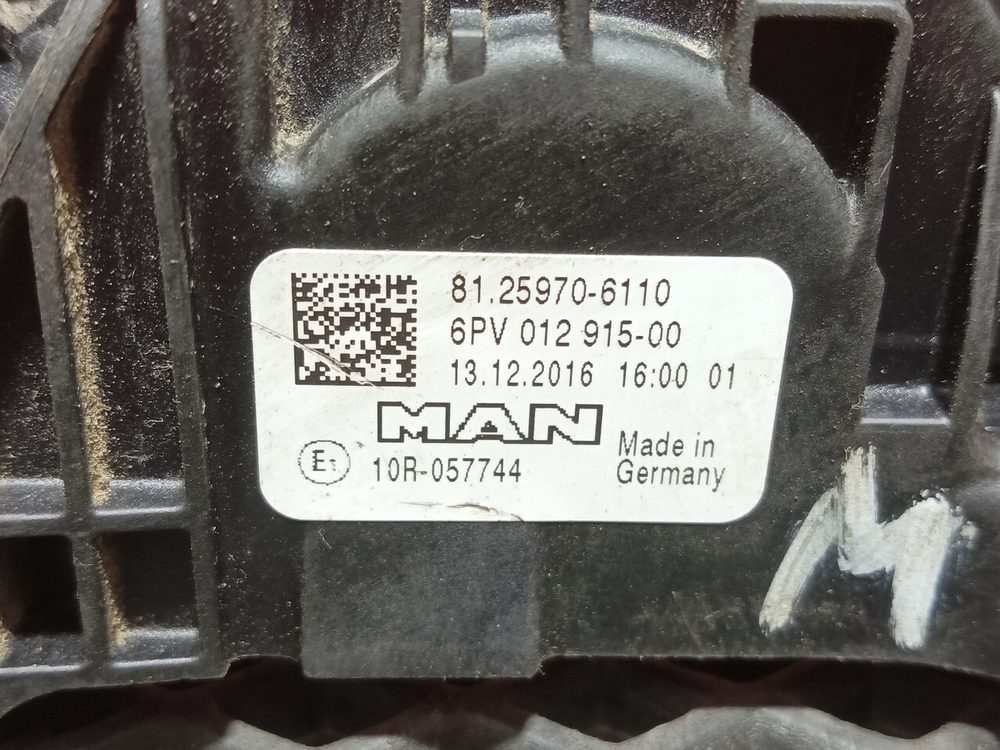 81.25970-6110
6PV 012 915-00
13.12.2016 16:00 01
MAN
Made in
Germany
E1 10R-057744
M